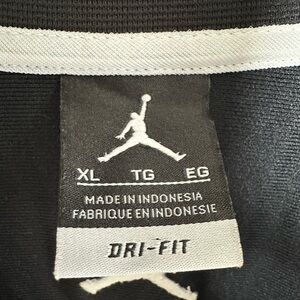 XL TG EG
MADE IN INDONESIA
FABRIQUE EN INDONESIE
DRI-FIT